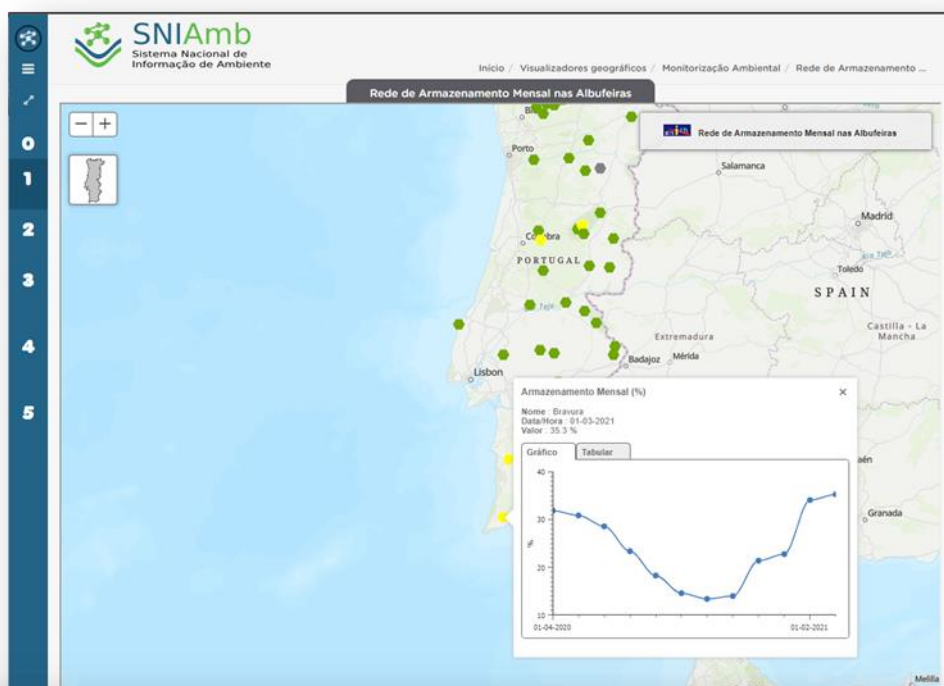 SNIAmb
Sistema Nacional de
Informação de Ambiente
Início / Visualizadores geográficos / Monitorização Ambiental / Rede de Armazenamento ...
Rede de Armazenamento Mensal nas Albufeiras
0
1
2
3
4
5
− +
Rede de Armazenamento Mensal nas Albufeiras
Porto
Salamanca
Madrid
Toledo
PORTUGAL
SPAIN
Castilla - La
Mancha
Extremadura
Badajoz
Mérida
Lisbon
Granada
Melilla
Armazenamento Mensal (%)
×
Nome : Bravura
Data/Hora : 01-03-2021
Valor : 35.3 %
Gráfico
Tabular
40
30
20
10
%
01-04-2020
01-02-2021